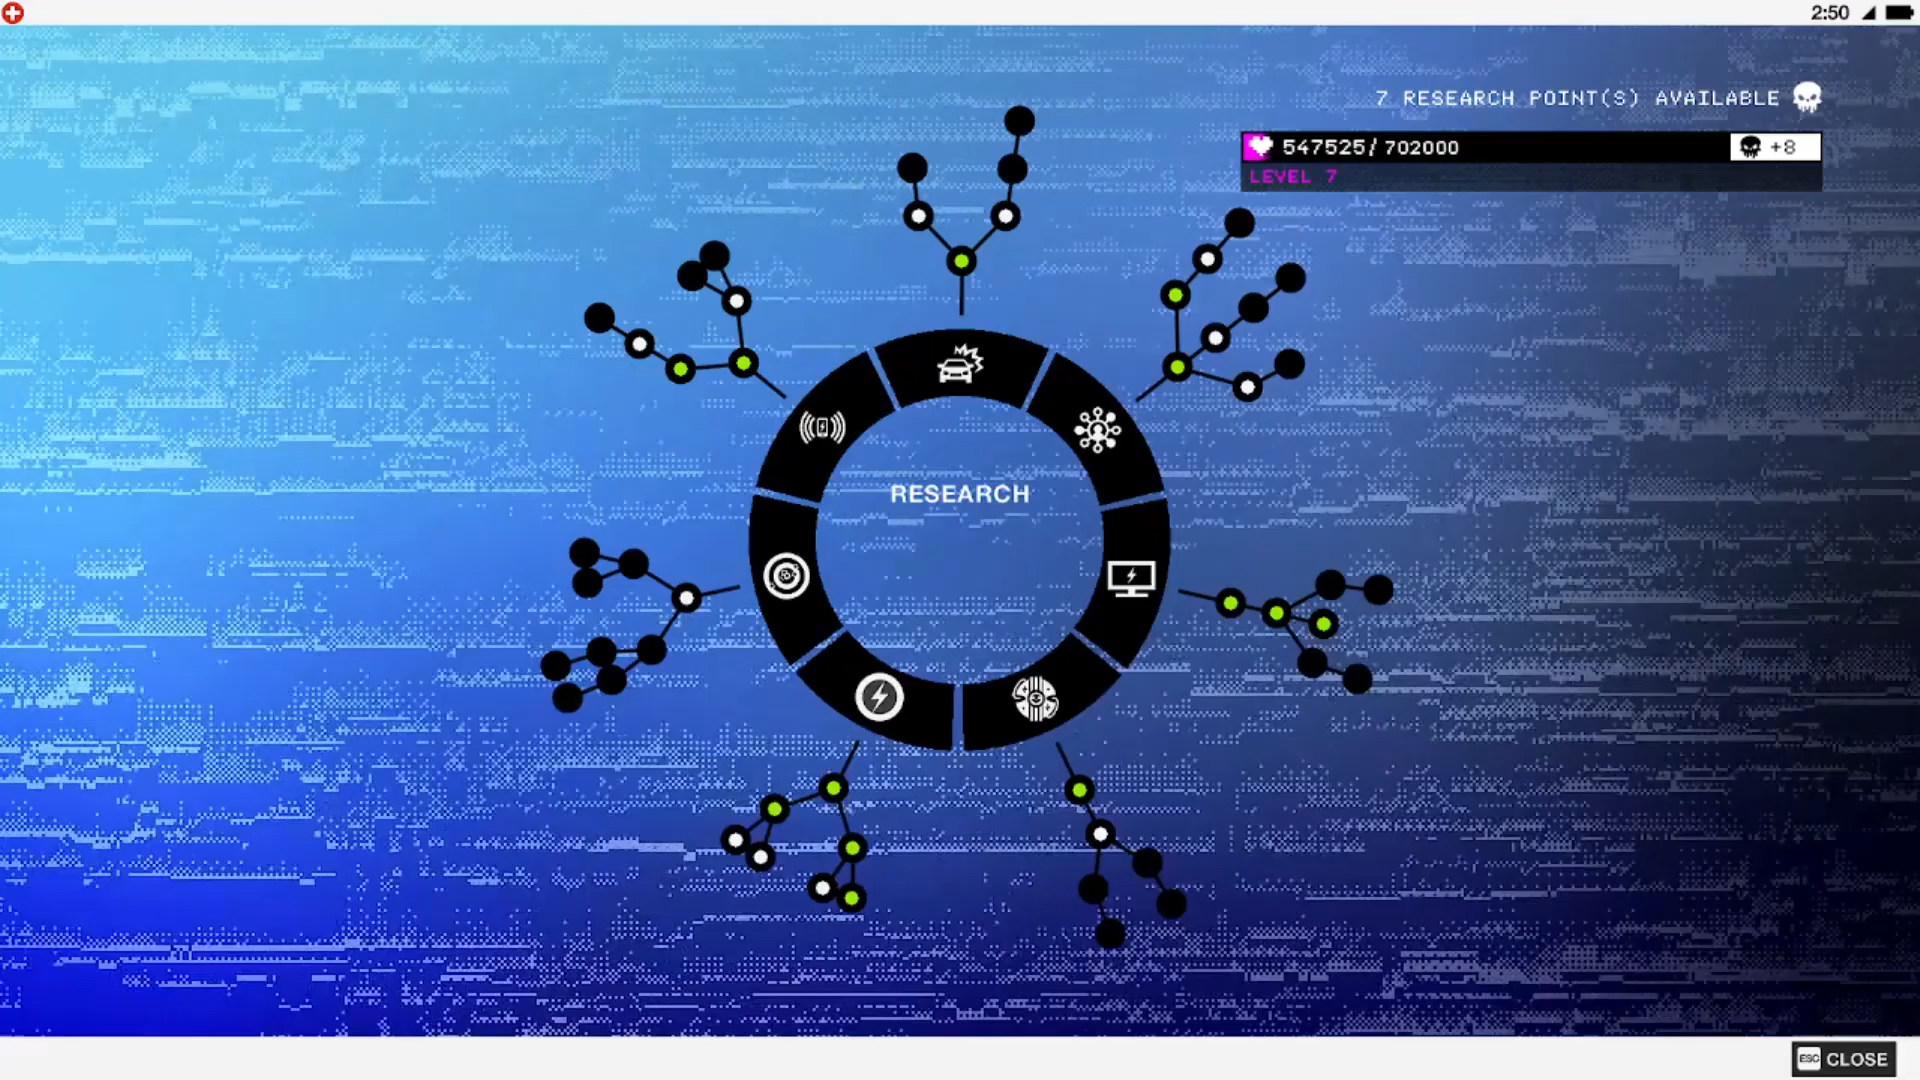 2:50
7 RESEARCH POINT(S) AVAILABLE
547525/ 702000
+8
LEVEL 7
RESEARCH
ESC CLOSE